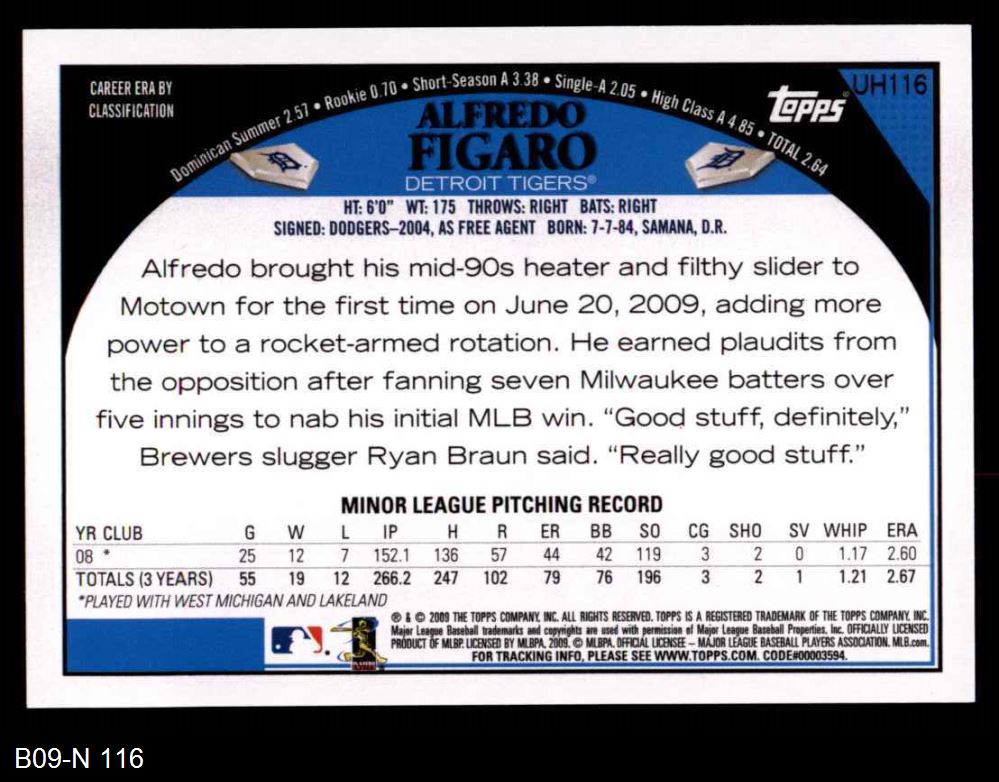 CAREER ERA BY
CLASSIFICATION
Dominican Summer 2.57 • Rookie 0.70 • Short-Season A 3.38 • Single-A 2.05 • High Class A 4.85 • TOTAL 2.64
topps®
UH116
ALFREDO
FIGARO
DETROIT TIGERS®
HT: 6'0" WT: 175 THROWS: RIGHT BATS: RIGHT
SIGNED: DODGERS–2004, AS FREE AGENT BORN: 7-7-84, SAMANA, D.R.
Alfredo brought his mid-90s heater and filthy slider to
Motown for the first time on June 20, 2009, adding more
power to a rocket-armed rotation. He earned plaudits from
the opposition after fanning seven Milwaukee batters over
five innings to nab his initial MLB win. “Good stuff, definitely,”
Brewers slugger Ryan Braun said. “Really good stuff.”
MINOR LEAGUE PITCHING RECORD
YR CLUB G W L IP H R ER BB SO CG SHO SV WHIP ERA
08 * 25 12 7 152.1 136 57 44 42 119 3 2 0 1.17 2.60
TOTALS (3 YEARS) 55 19 12 266.2 247 102 79 76 196 3 2 1 1.21 2.67
*PLAYED WITH WEST MICHIGAN AND LAKELAND
® & © 2009 THE TOPPS COMPANY, INC. ALL RIGHTS RESERVED. TOPPS IS A REGISTERED TRADEMARK OF THE TOPPS COMPANY, INC.
Major League Baseball trademarks and copyrights are used with permission of Major League Baseball Properties, Inc. OFFICIALLY LICENSED
PRODUCT OF MLBP. LICENSED BY MLBPA, 2009. © MLBPA. OFFICIAL LICENSEE – MAJOR LEAGUE BASEBALL PLAYERS ASSOCIATION. MLB.com.
FOR TRACKING INFO, PLEASE SEE WWW.TOPPS.COM. CODE#00003594.
B09-N 116